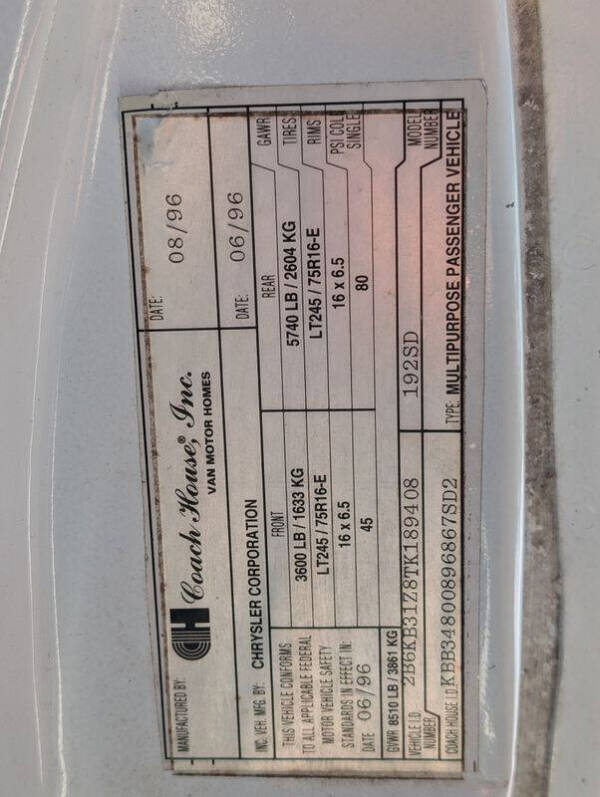 MANUFACTURED BY: CH Coach House,® Inc. DATE: 08/96
VAN MOTOR HOMES
INC. VEH. MFG. BY: CHRYSLER CORPORATION DATE: 06/96
THIS VEHICLE CONFORMS FRONT REAR GAWR
TO ALL APPLICABLE FEDERAL 3600 LB / 1633 KG 5740 LB / 2604 KG TIRES
MOTOR VEHICLE SAFETY LT245 / 75R16-E LT245 / 75R16-E RIMS
STANDARDS IN EFFECT IN: 16 x 6.5 16 x 6.5 PSI COLD
DATE 06/96 45 80 SINGLE
GVWR 8510 LB / 3861 KG
VEHICLE I.D. NUMBER 2B6KB31Z8TK189408 192SD MODEL NUMBER
COACH HOUSE I.D. KBB34800896867SD2 TYPE: MULTIPURPOSE PASSENGER VEHICLE